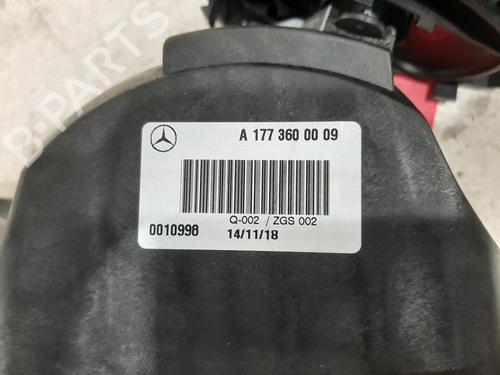 B-PARTS
A 177 360 00 09
Q-002 / ZGS 002
0010998 14/11/18